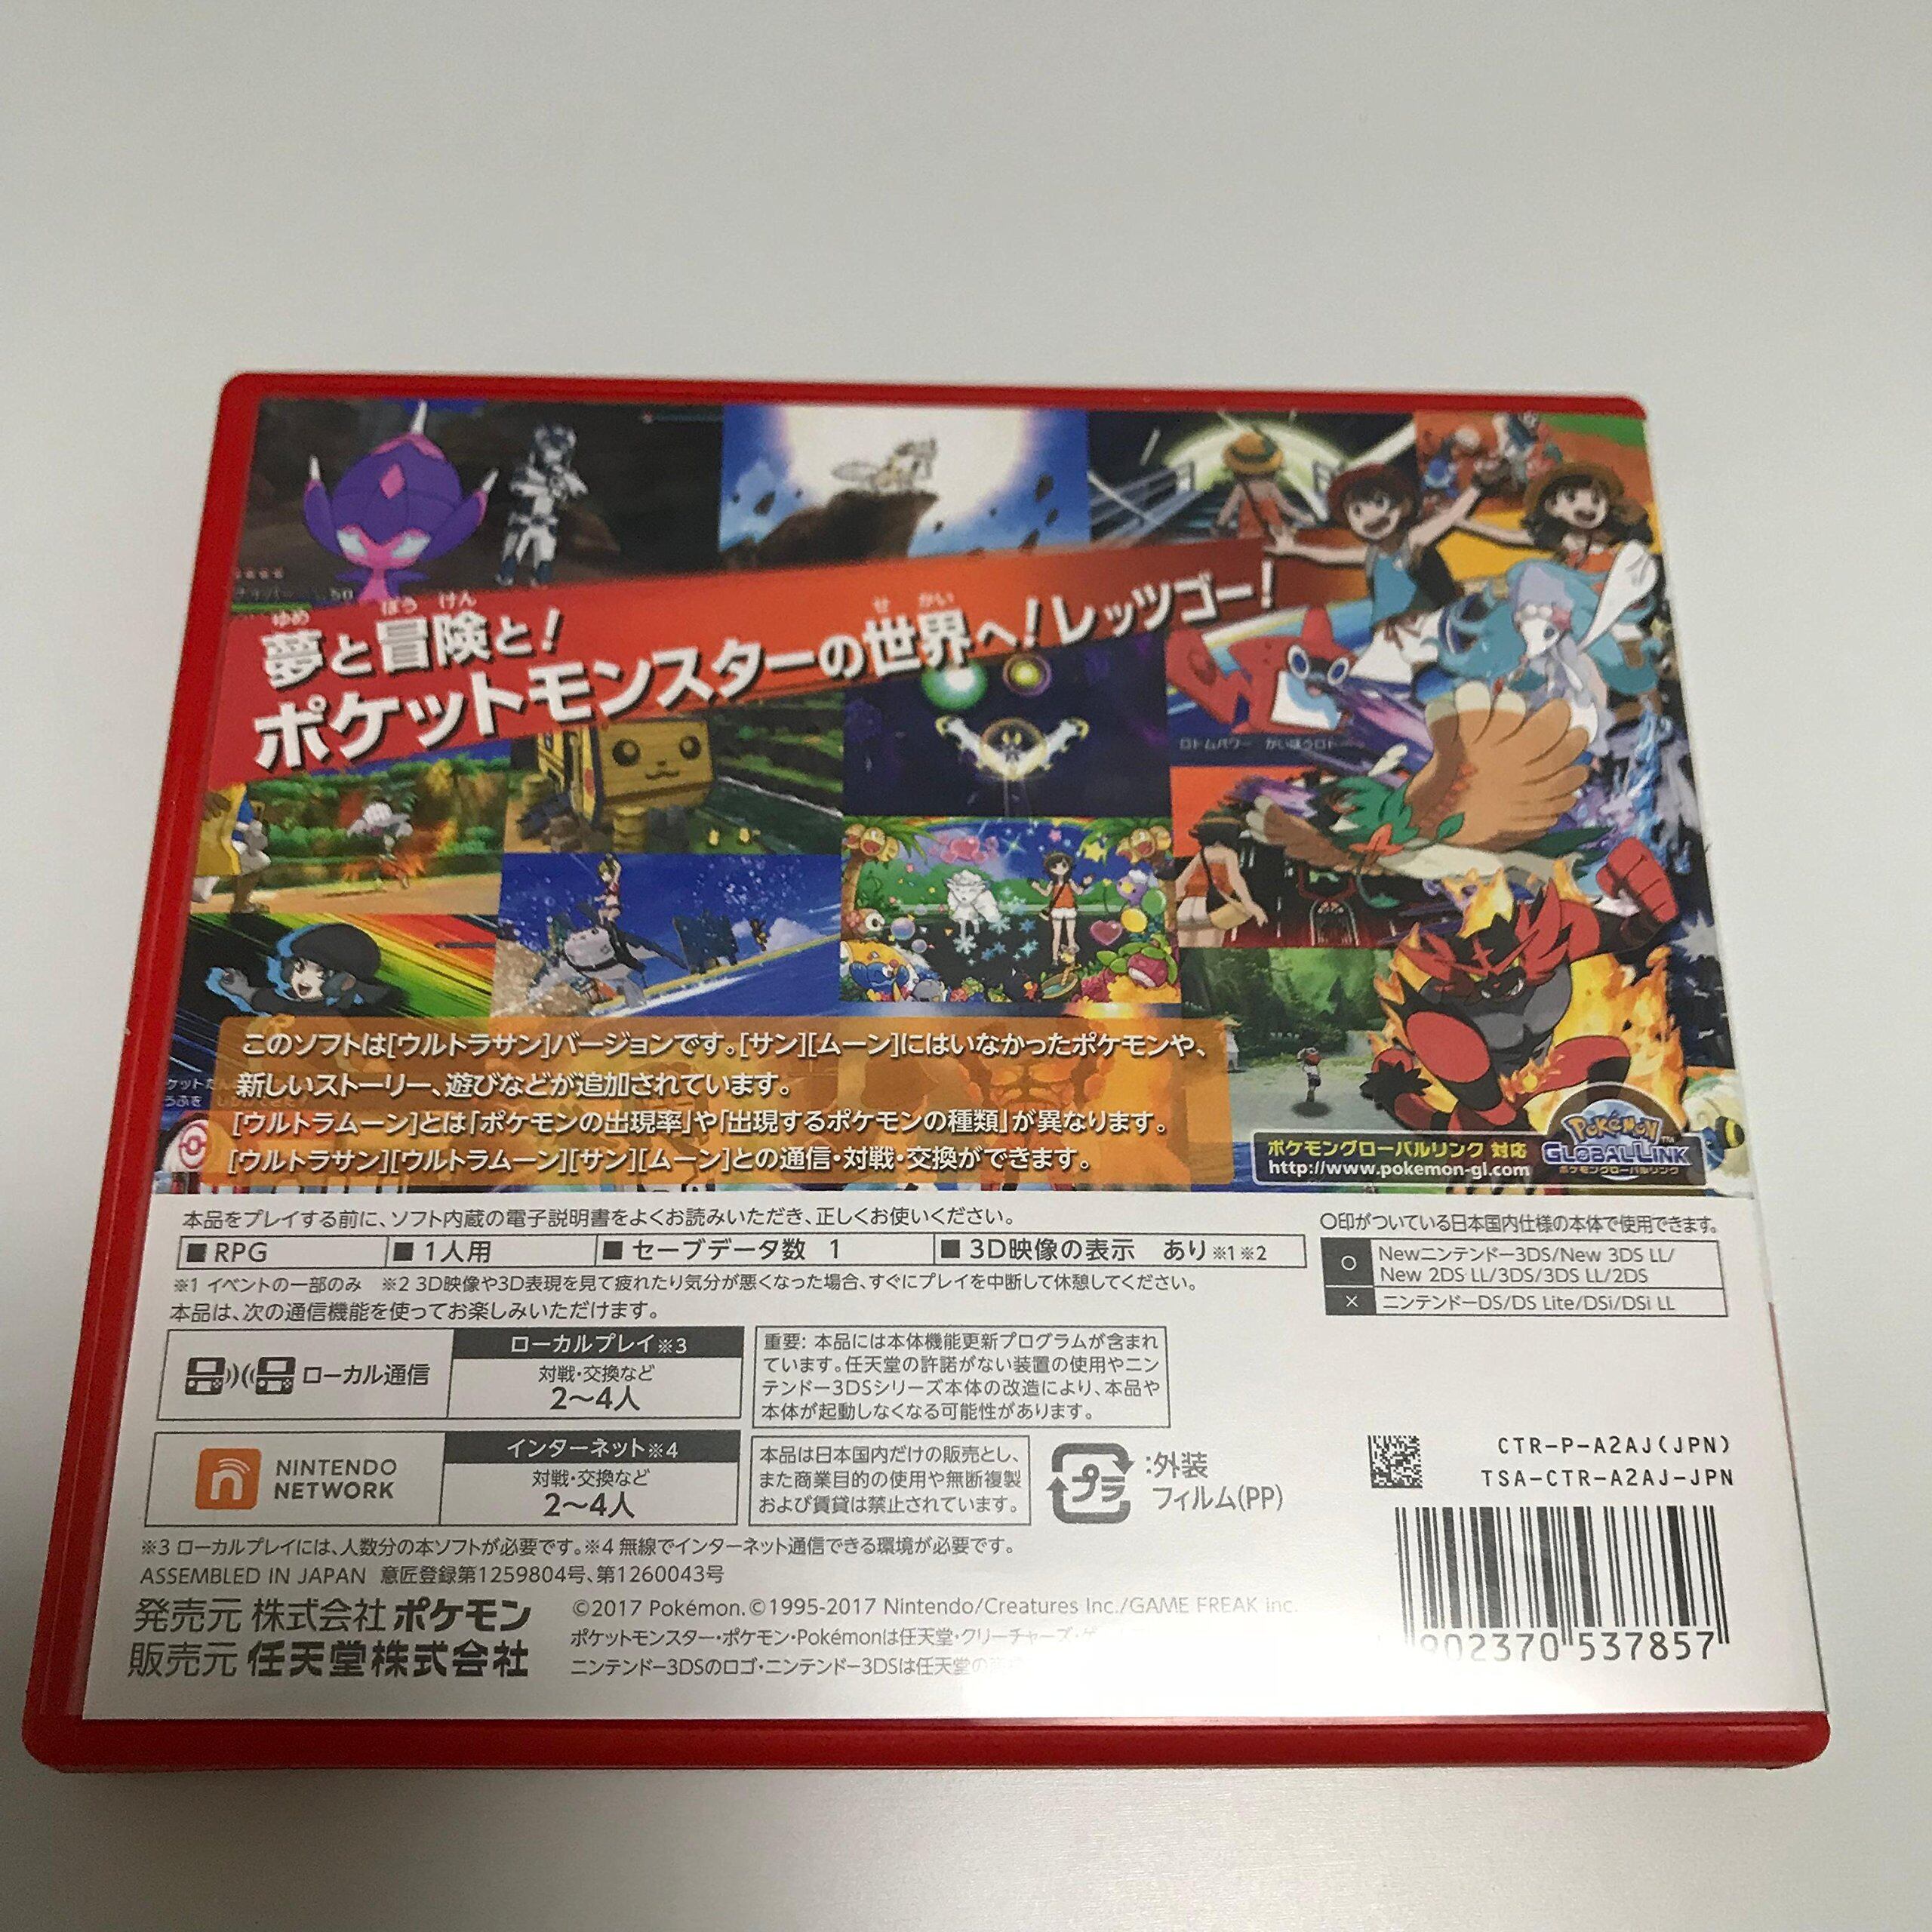 ゆめ ぼう けん
夢と冒険と!
せ かい
ポケットモンスターの世界へ!レッツゴー!
ロトムパワー かいほうロト
このソフトは[ウルトラサン]バージョンです。[サン][ムーン]にはいなかったポケモンや、
新しいストーリー、遊びなどが追加されています。
[ウルトラムーン]とは「ポケモンの出現率」や「出現するポケモンの種類」が異なります。
[ウルトラサン][ウルトラムーン][サン][ムーン]との通信・対戦・交換ができます。
ポケモングローバルリンク 対応
http://www.pokemon-gl.com
Pokémon
GLOBAL LINK™
ポケモングローバルリンク
本品をプレイする前に、ソフト内蔵の電子説明書をよくお読みいただき、正しくお使いください。
■RPG ■1人用 ■セーブデータ数 1 ■3D映像の表示 あり※1※2
※1 イベントの一部のみ ※2 3D映像や3D表現を見て疲れたり気分が悪くなった場合、すぐにプレイを中断して休憩してください。
〇印がついている日本国内仕様の本体で使用できます。
○ Newニンテンドー3DS/New 3DS LL/
New 2DS LL/3DS/3DS LL/2DS
× ニンテンドーDS/DS Lite/DSi/DSi LL
本品は、次の通信機能を使ってお楽しみいただけます。
ローカル通信
ローカルプレイ※3
対戦・交換など
2〜4人
NINTENDO
NETWORK
インターネット※4
対戦・交換など
2〜4人
重要: 本品には本体機能更新プログラムが含まれ
ています。任天堂の許諾がない装置の使用やニン
テンドー3DSシリーズ本体の改造により、本品や
本体が起動しなくなる可能性があります。
本品は日本国内だけの販売とし、
また商業目的の使用や無断複製
および賃貸は禁止されています。
プラ
:外装
フィルム(PP)
CTR-P-A2AJ(JPN)
TSA-CTR-A2AJ-JPN
※3 ローカルプレイには、人数分の本ソフトが必要です。※4 無線でインターネット通信できる環境が必要です。
ASSEMBLED IN JAPAN 意匠登録第1259804号、第1260043号
発売元 株式会社ポケモン
販売元 任天堂株式会社
©2017 Pokémon. ©1995-2017 Nintendo/Creatures Inc./GAME FREAK inc.
ポケットモンスター・ポケモン・Pokémonは任天堂・クリーチャーズ・ゲ
ニンテンドー3DSのロゴ・ニンテンドー3DSは任天堂の
902370 537857